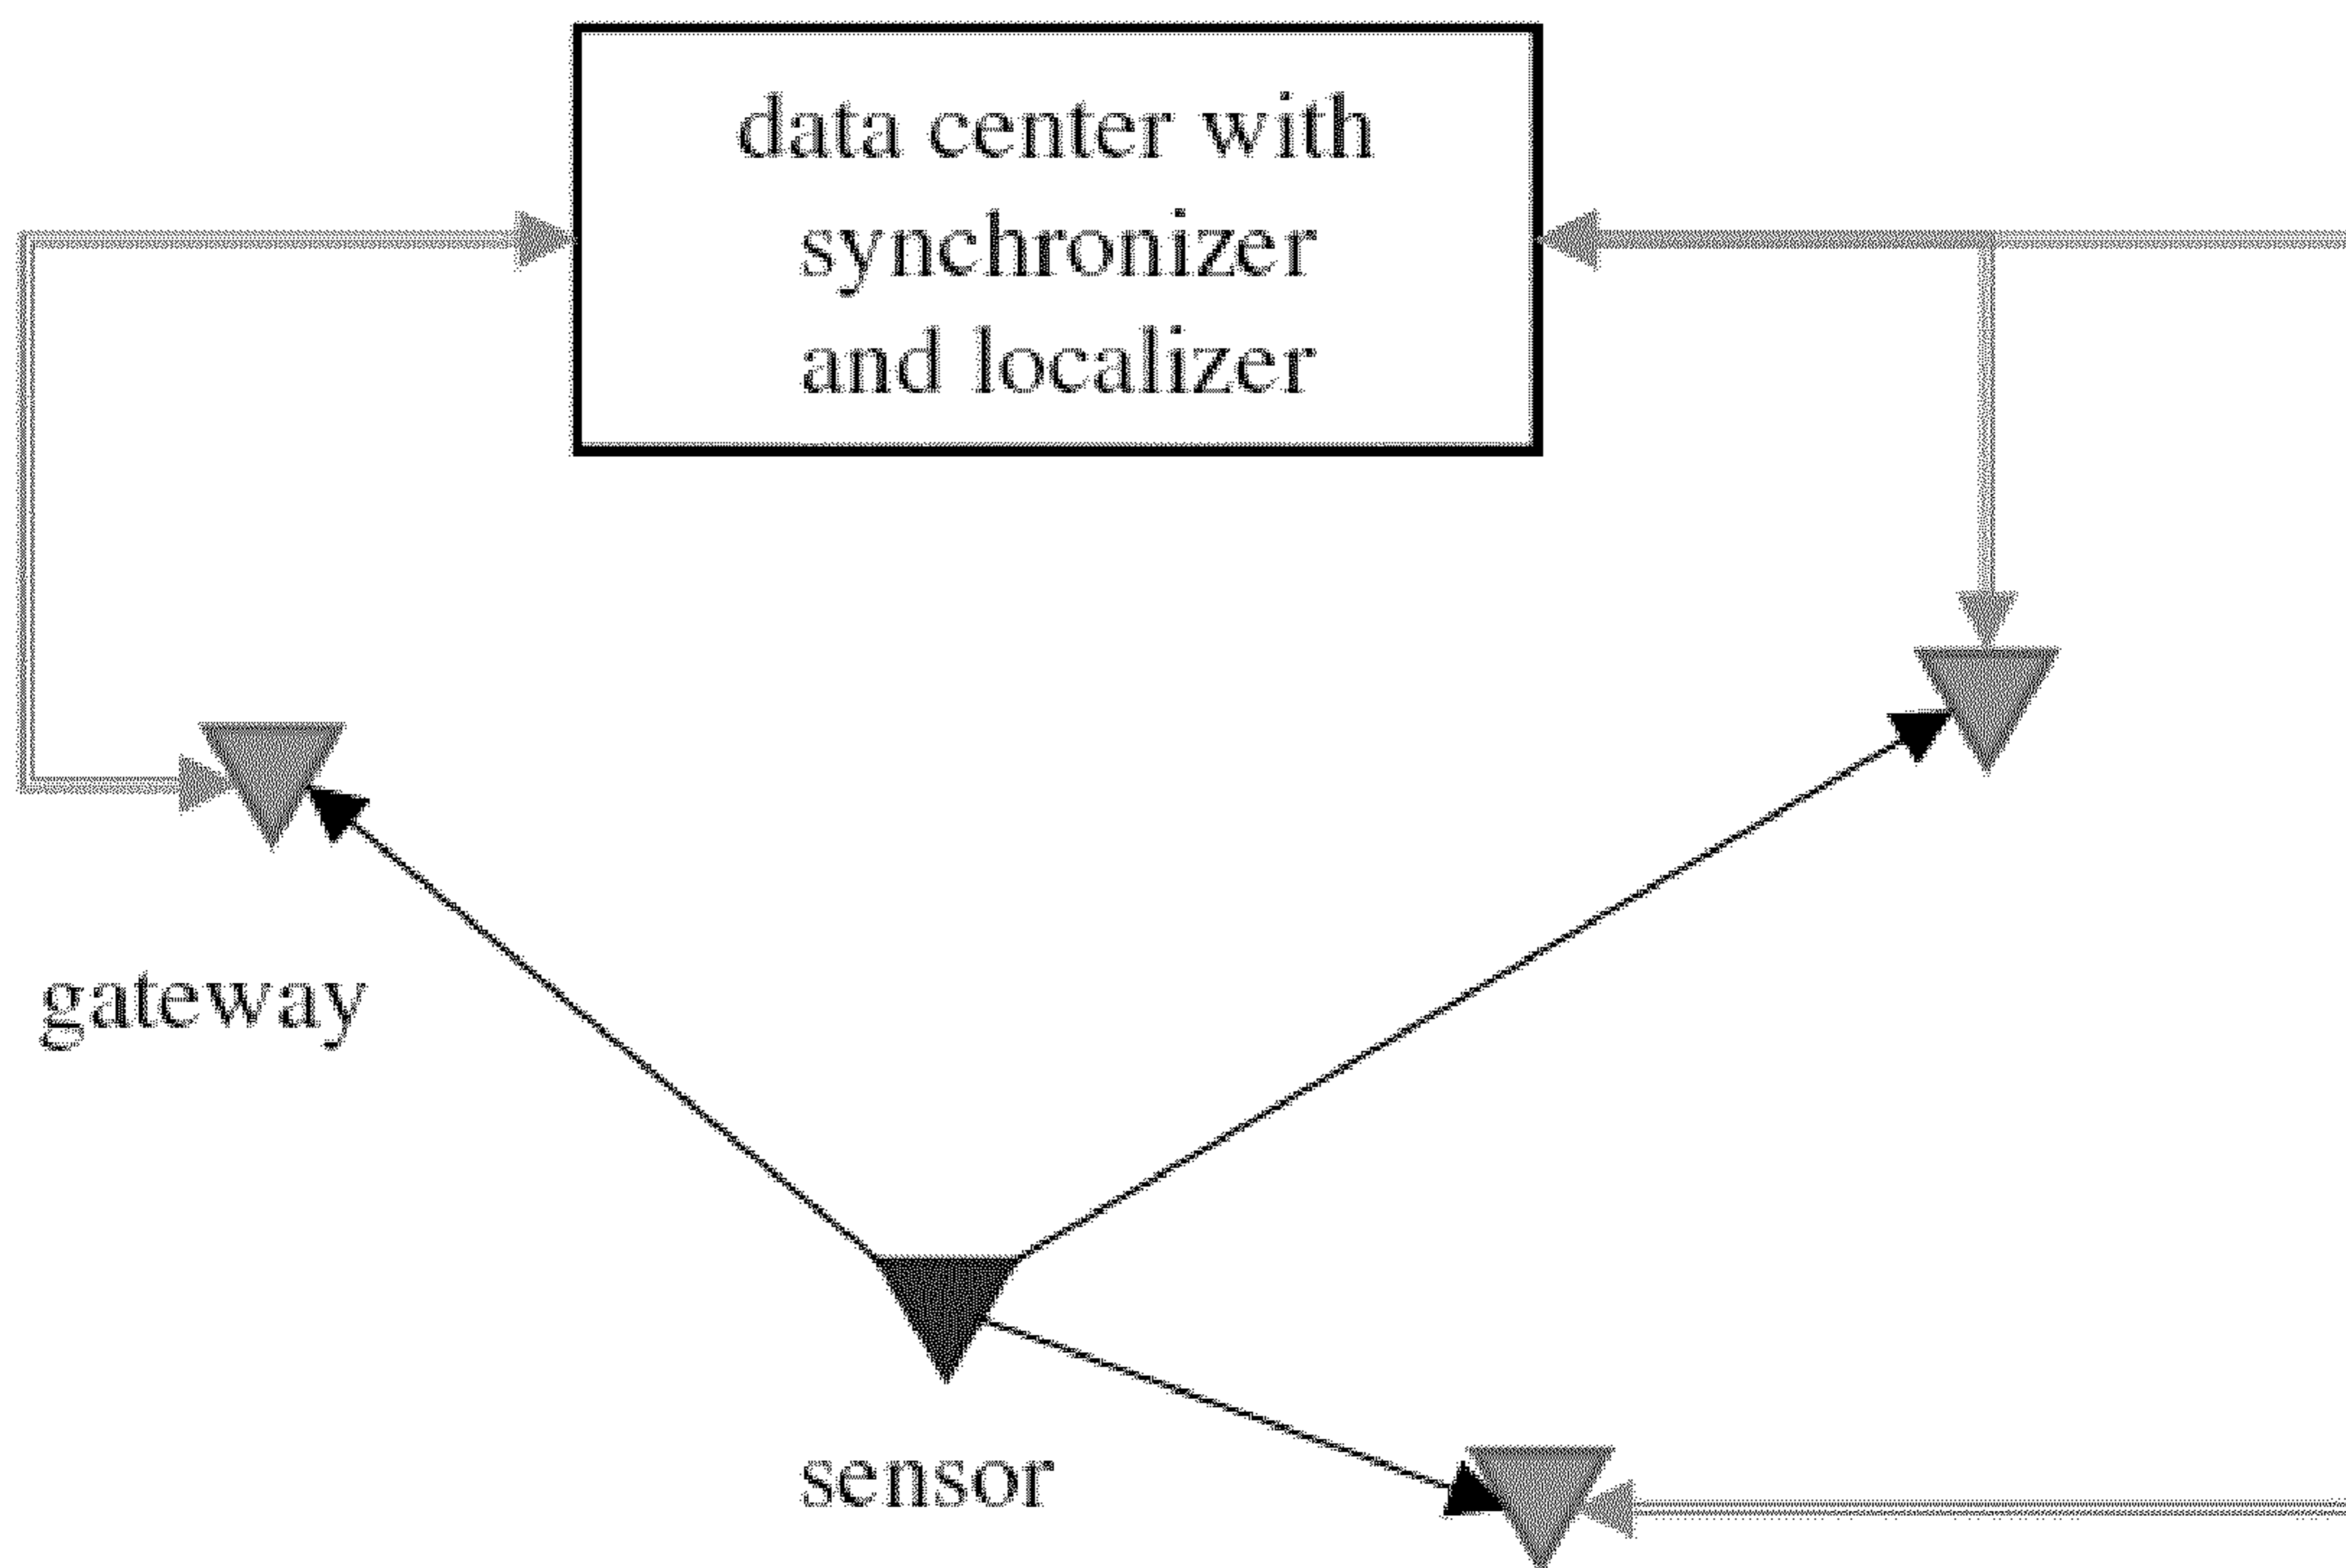 data center with
synchronizer
and localizer
gateway
sensor